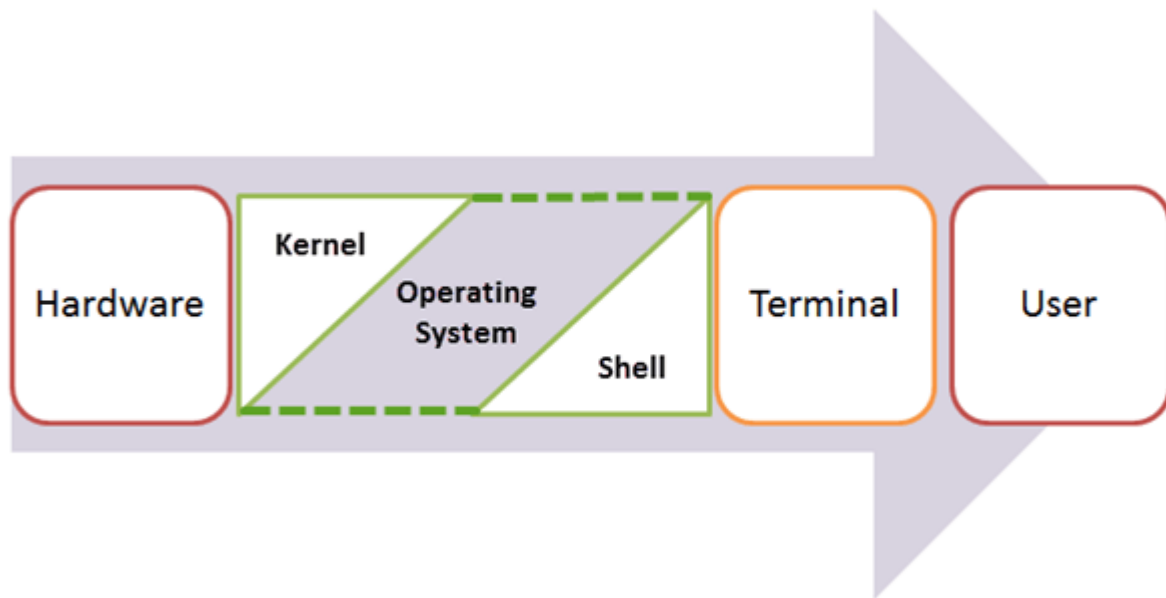 Hardware
Kernel
Operating
System
Shell
Terminal
User